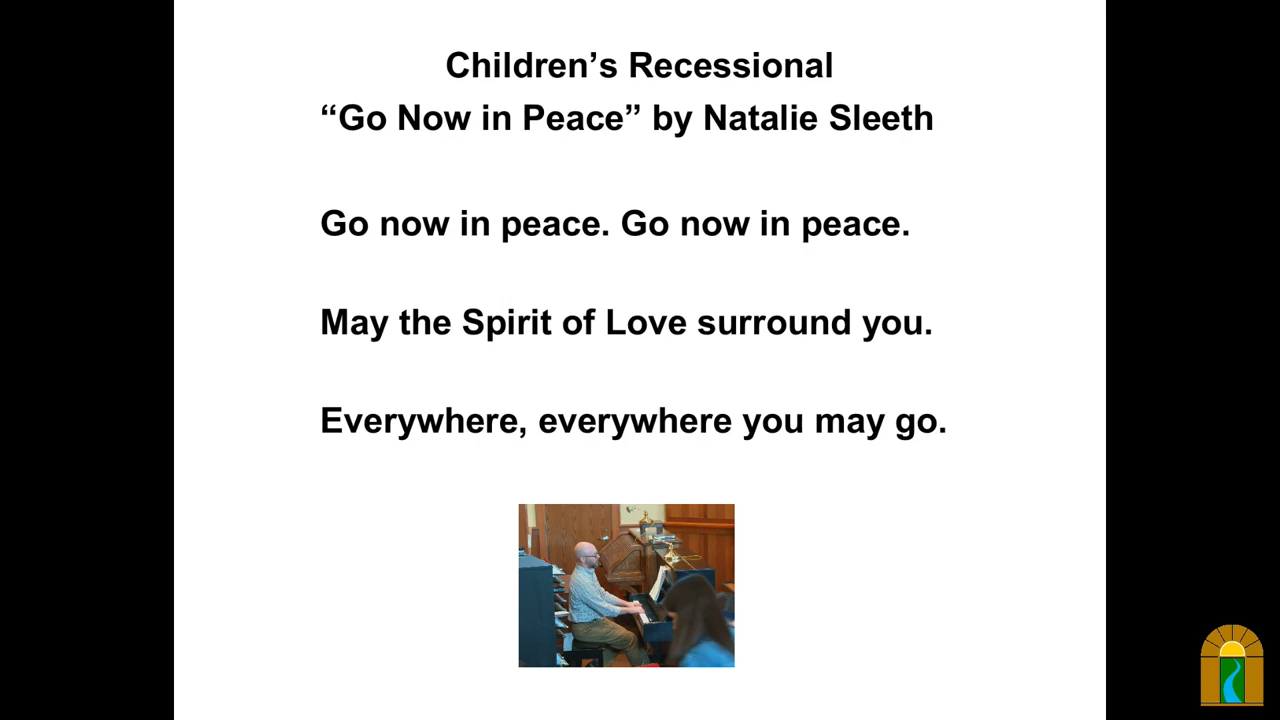 Children’s Recessional
“Go Now in Peace” by Natalie Sleeth
Go now in peace. Go now in peace.
May the Spirit of Love surround you.
Everywhere, everywhere you may go.